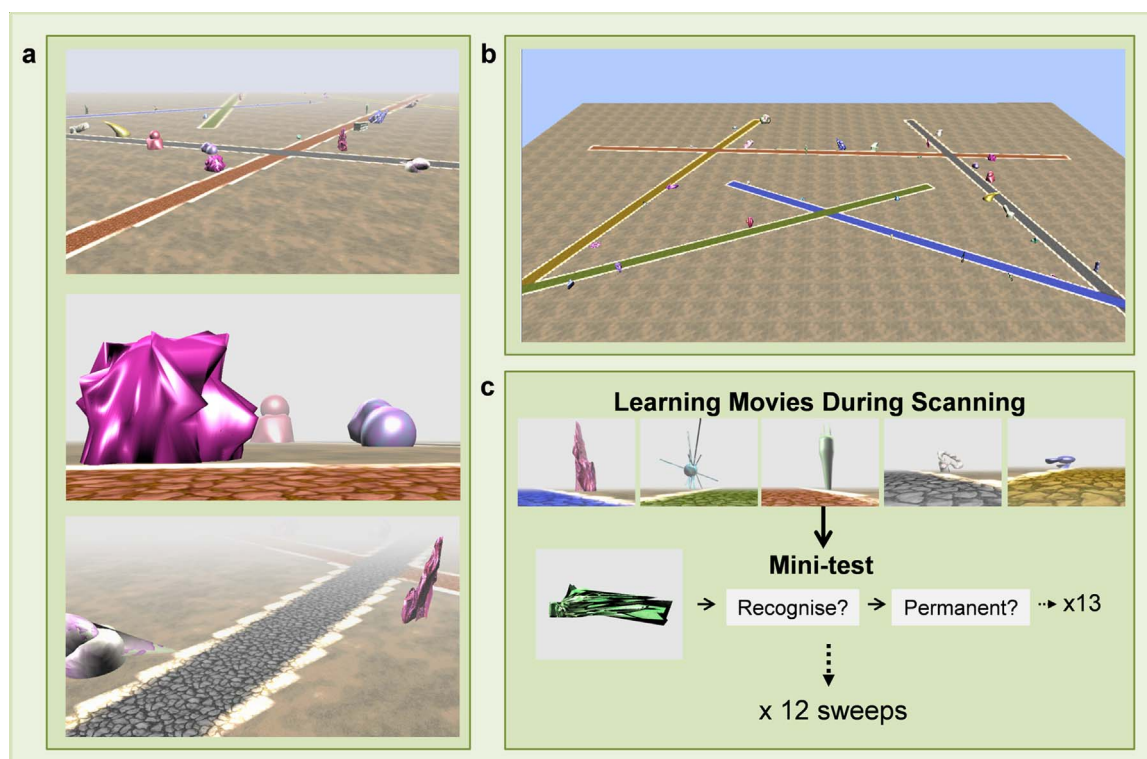 a
b
c
Learning Movies During Scanning
Mini-test
Recognise?
Permanent?
x13
x 12 sweeps